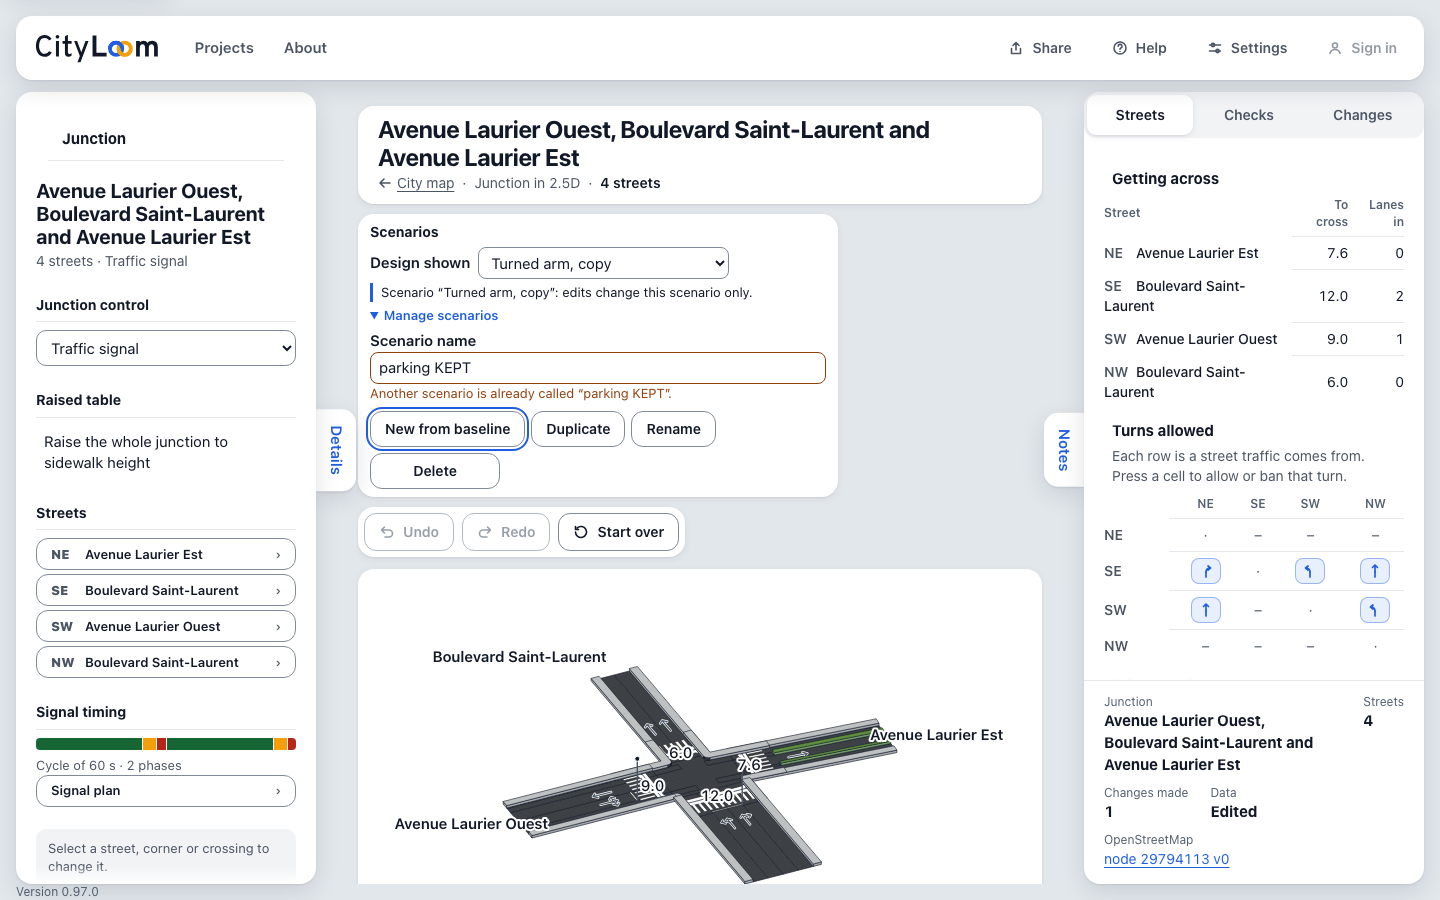 CityLoom
Projects
About
Share
Help
Settings
Sign in
Junction
Avenue Laurier Ouest,
Boulevard Saint-Laurent
and Avenue Laurier Est
4 streets · Traffic signal
Junction control
Traffic signal
Raised table
Raise the whole junction to
sidewalk height
Streets
NE Avenue Laurier Est ›
SE Boulevard Saint-Laurent ›
SW Avenue Laurier Ouest ›
NW Boulevard Saint-Laurent ›
Signal timing
Cycle of 60 s · 2 phases
Signal plan ›
Select a street, corner or crossing to
change it.
Version 0.97.0
Details
Avenue Laurier Ouest, Boulevard Saint-Laurent and
Avenue Laurier Est
← City map · Junction in 2.5D · 4 streets
Scenarios
Design shown Turned arm, copy
Scenario “Turned arm, copy”: edits change this scenario only.
▼ Manage scenarios
Scenario name
parking KEPT
Another scenario is already called “parking KEPT”.
New from baseline Duplicate Rename
Delete
Undo Redo Start over
Boulevard Saint-Laurent
Avenue Laurier Est
6.0
7.6
9.0
12.0
Avenue Laurier Ouest
Notes
Streets Checks Changes
Getting across
Street To cross Lanes in
NE Avenue Laurier Est 7.6 0
SE Boulevard Saint-
Laurent 12.0 2
SW Avenue Laurier Ouest 9.0 1
NW Boulevard Saint-
Laurent 6.0 0
Turns allowed
Each row is a street traffic comes from.
Press a cell to allow or ban that turn.
NE SE SW NW
NE · – – –
SE ·
SW – ·
NW – – – ·
Junction Streets
Avenue Laurier Ouest, 4
Boulevard Saint-Laurent and
Avenue Laurier Est
Changes made Data
1 Edited
OpenStreetMap
node 29794113 v0